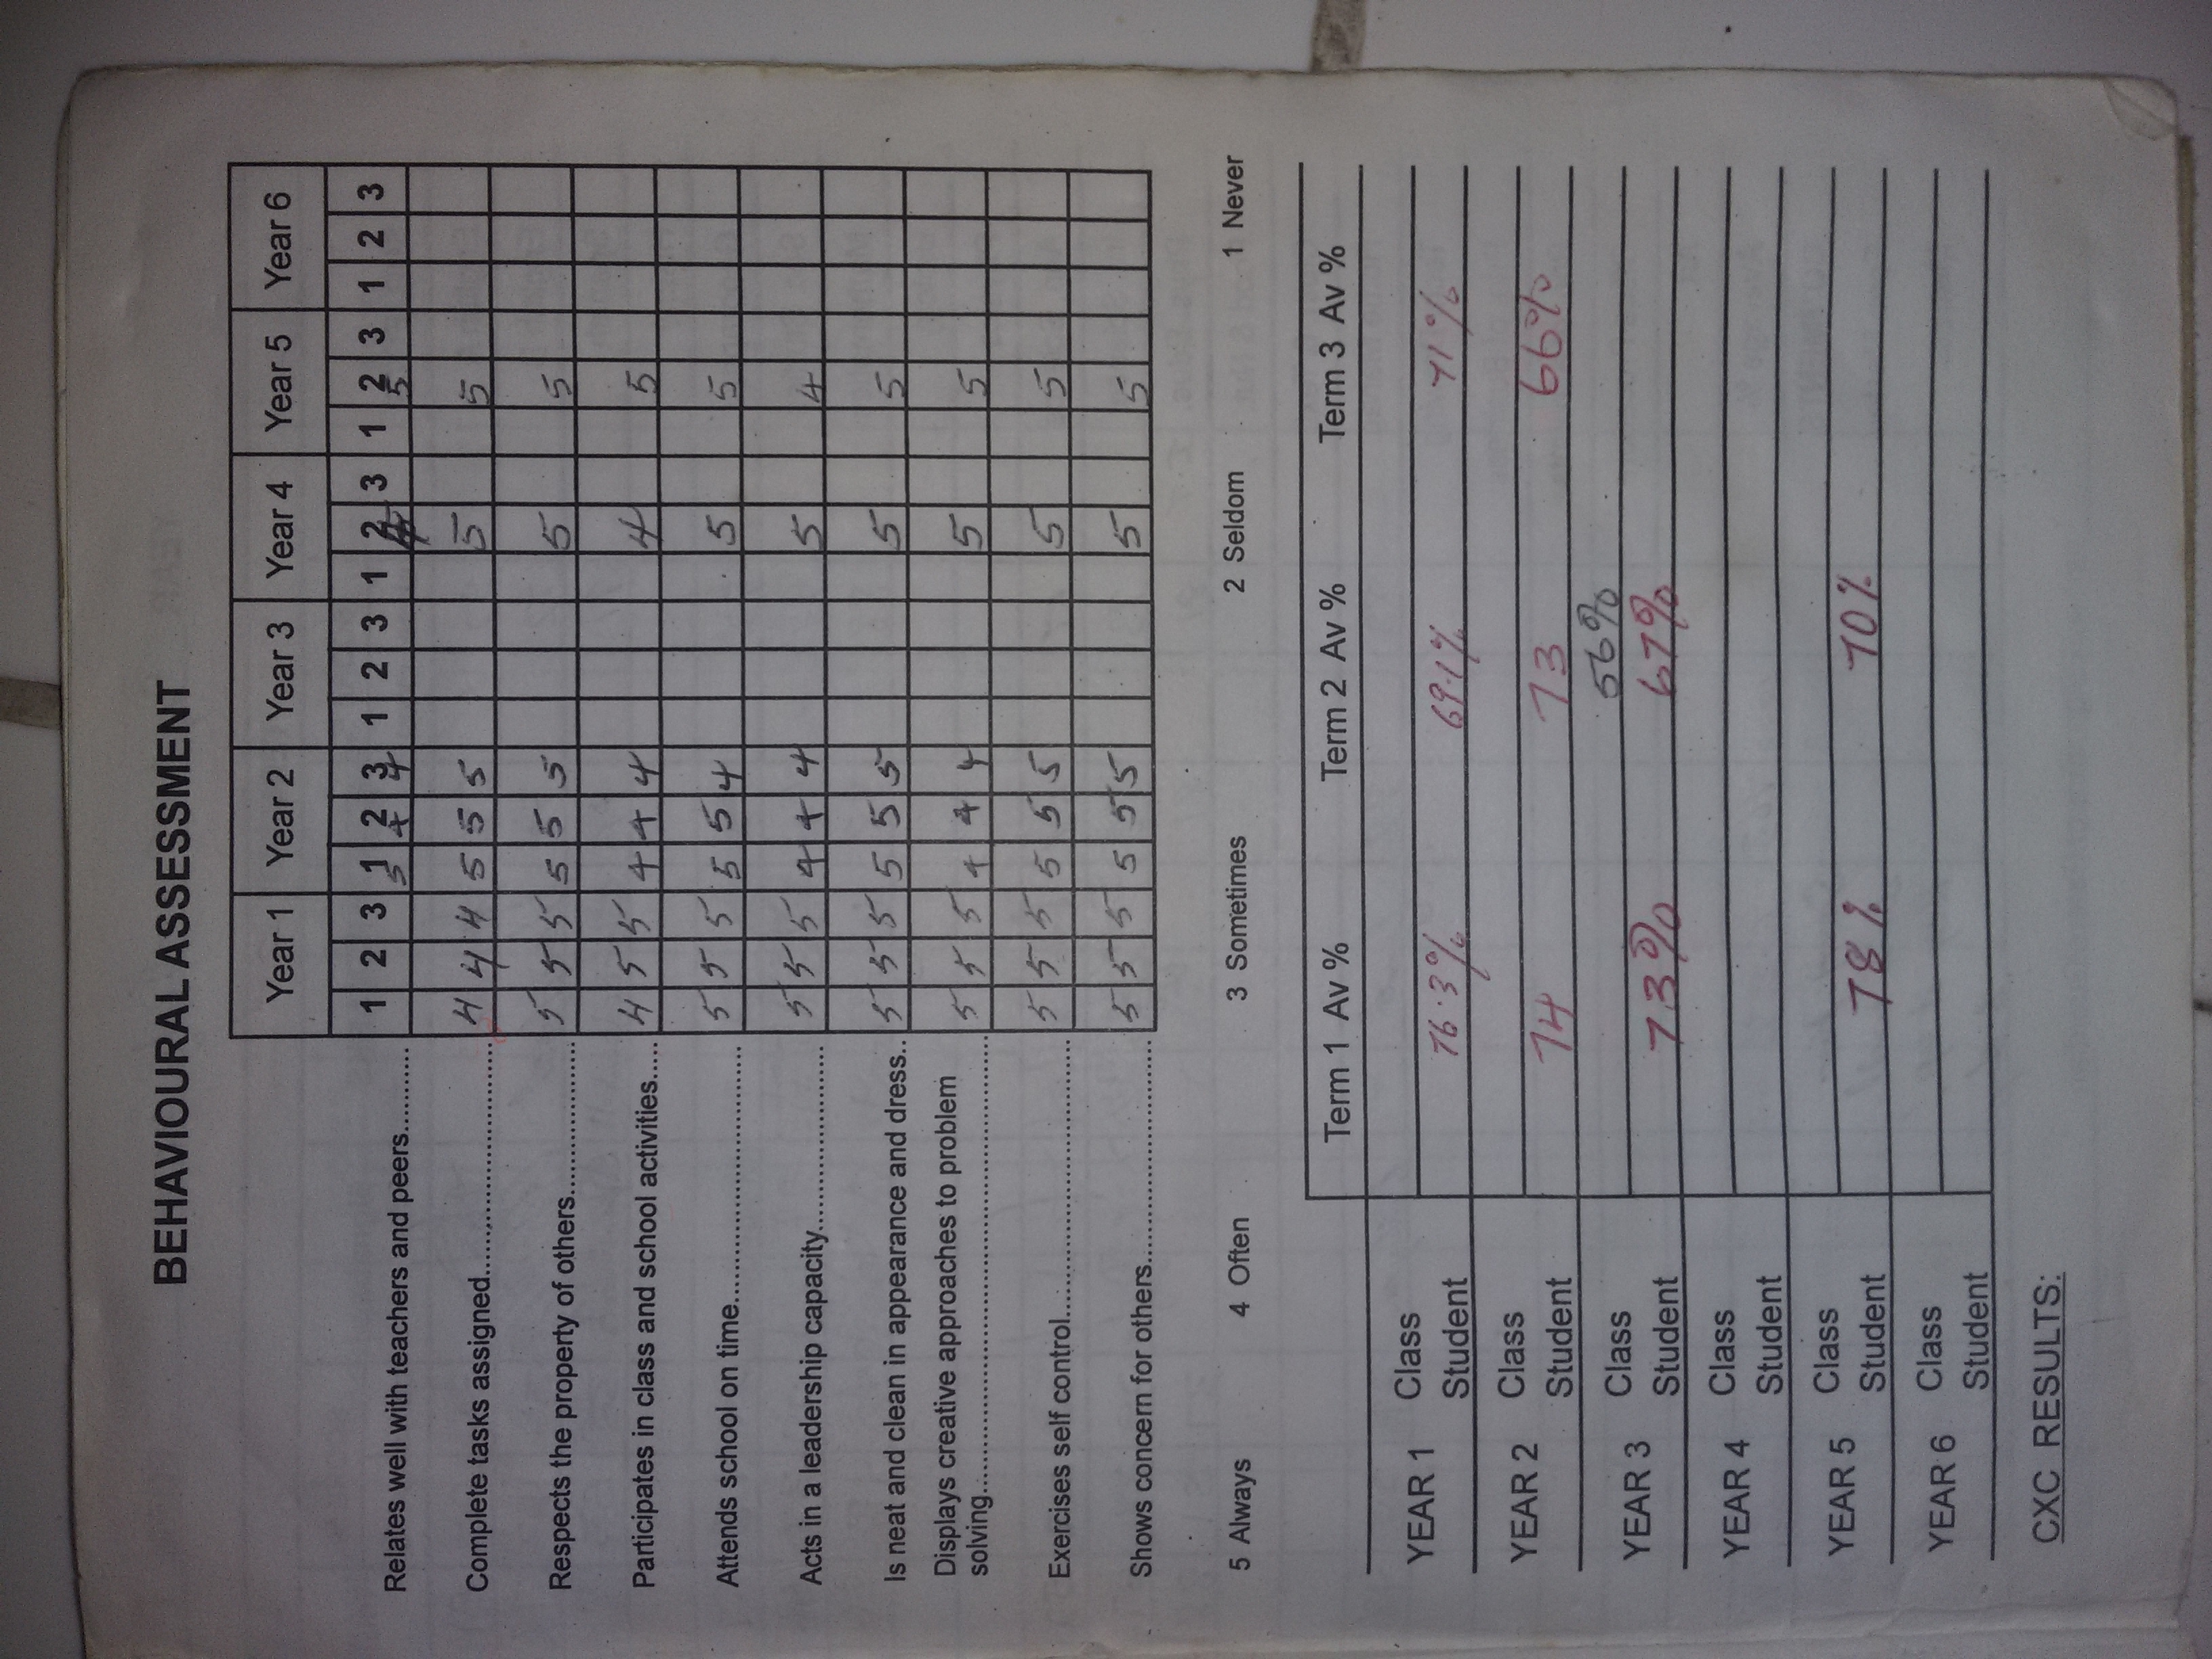 BEHAVIOURAL ASSESSMENT
Year 1 Year 2 Year 3 Year 4 Year 5 Year 6
1 2 3 1 2 3 1 2 3 1 2 3 1 2 3 1 2 3
Relates well with teachers and peers........... 5 4 4 4 5
Complete tasks assigned............................. 4 4 4 5 5 5 5 5
Respects the property of others.................... 5 5 5 5 5 5 5 5
Participates in class and school activities..... 4 5 5 4 4 4 4 5
Attends school on time................................ 5 5 5 5 5 4 5 5
Acts in a leadership capacity....................... 5 5 5 4 4 4 5 4
Is neat and clean in appearance and dress.. 5 5 5 5 5 5 5 5
Displays creative approaches to problem
solving......................................................... 5 5 5 4 4 4 5 5
Exercises self control................................... 5 5 5 5 5 5 5 5
Shows concern for others............................ 5 5 5 5 5 5 5 5
5 Always 4 Often 3 Sometimes 2 Seldom 1 Never
Term 1 Av % Term 2 Av % Term 3 Av %
YEAR 1 Class
Student 76.3% 69.1% 71%
YEAR 2 Class
Student 74 73 66%
YEAR 3 Class 56%
Student 73% 67%
YEAR 4 Class
Student
YEAR 5 Class
Student 78% 70%
YEAR 6 Class
Student
CXC RESULTS: